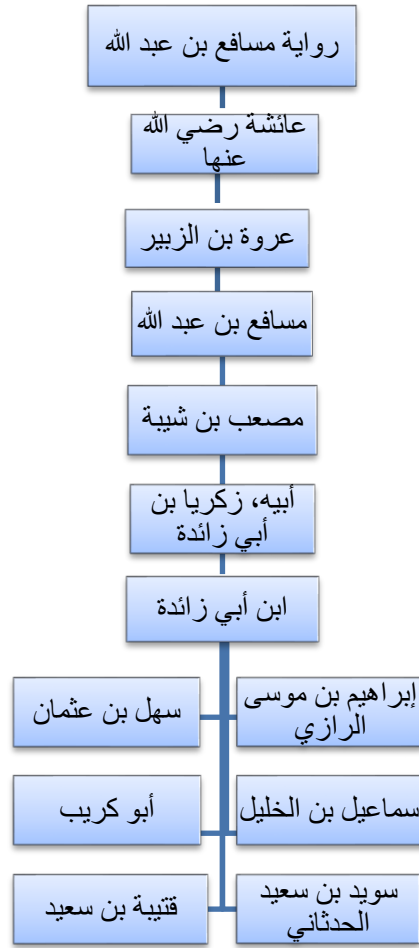 رواية مسافع بن عبد الله
عائشة رضي الله
عنها
عروة بن الزبير
مسافع بن عبد الله
مصعب بن شيبة
أبيه، زكريا بن
أبي زائدة
ابن أبي زائدة
إبراهيم بن موسى
الرازي
سهل بن عثمان
سماعيل بن الخليل
أبو كريب
سويد بن سعيد
الحدثاني
قتيبة بن سعيد